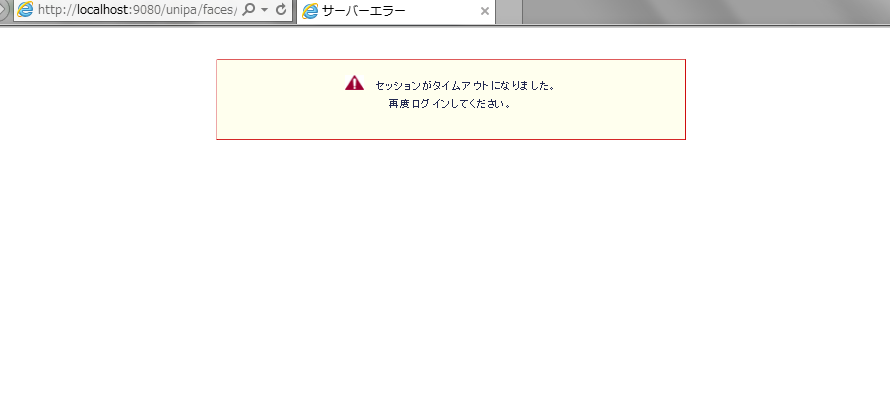 http://localhost:9080/unipa/faces/
サーバーエラー
セッションがタイムアウトになりました。
再度ログインしてください。